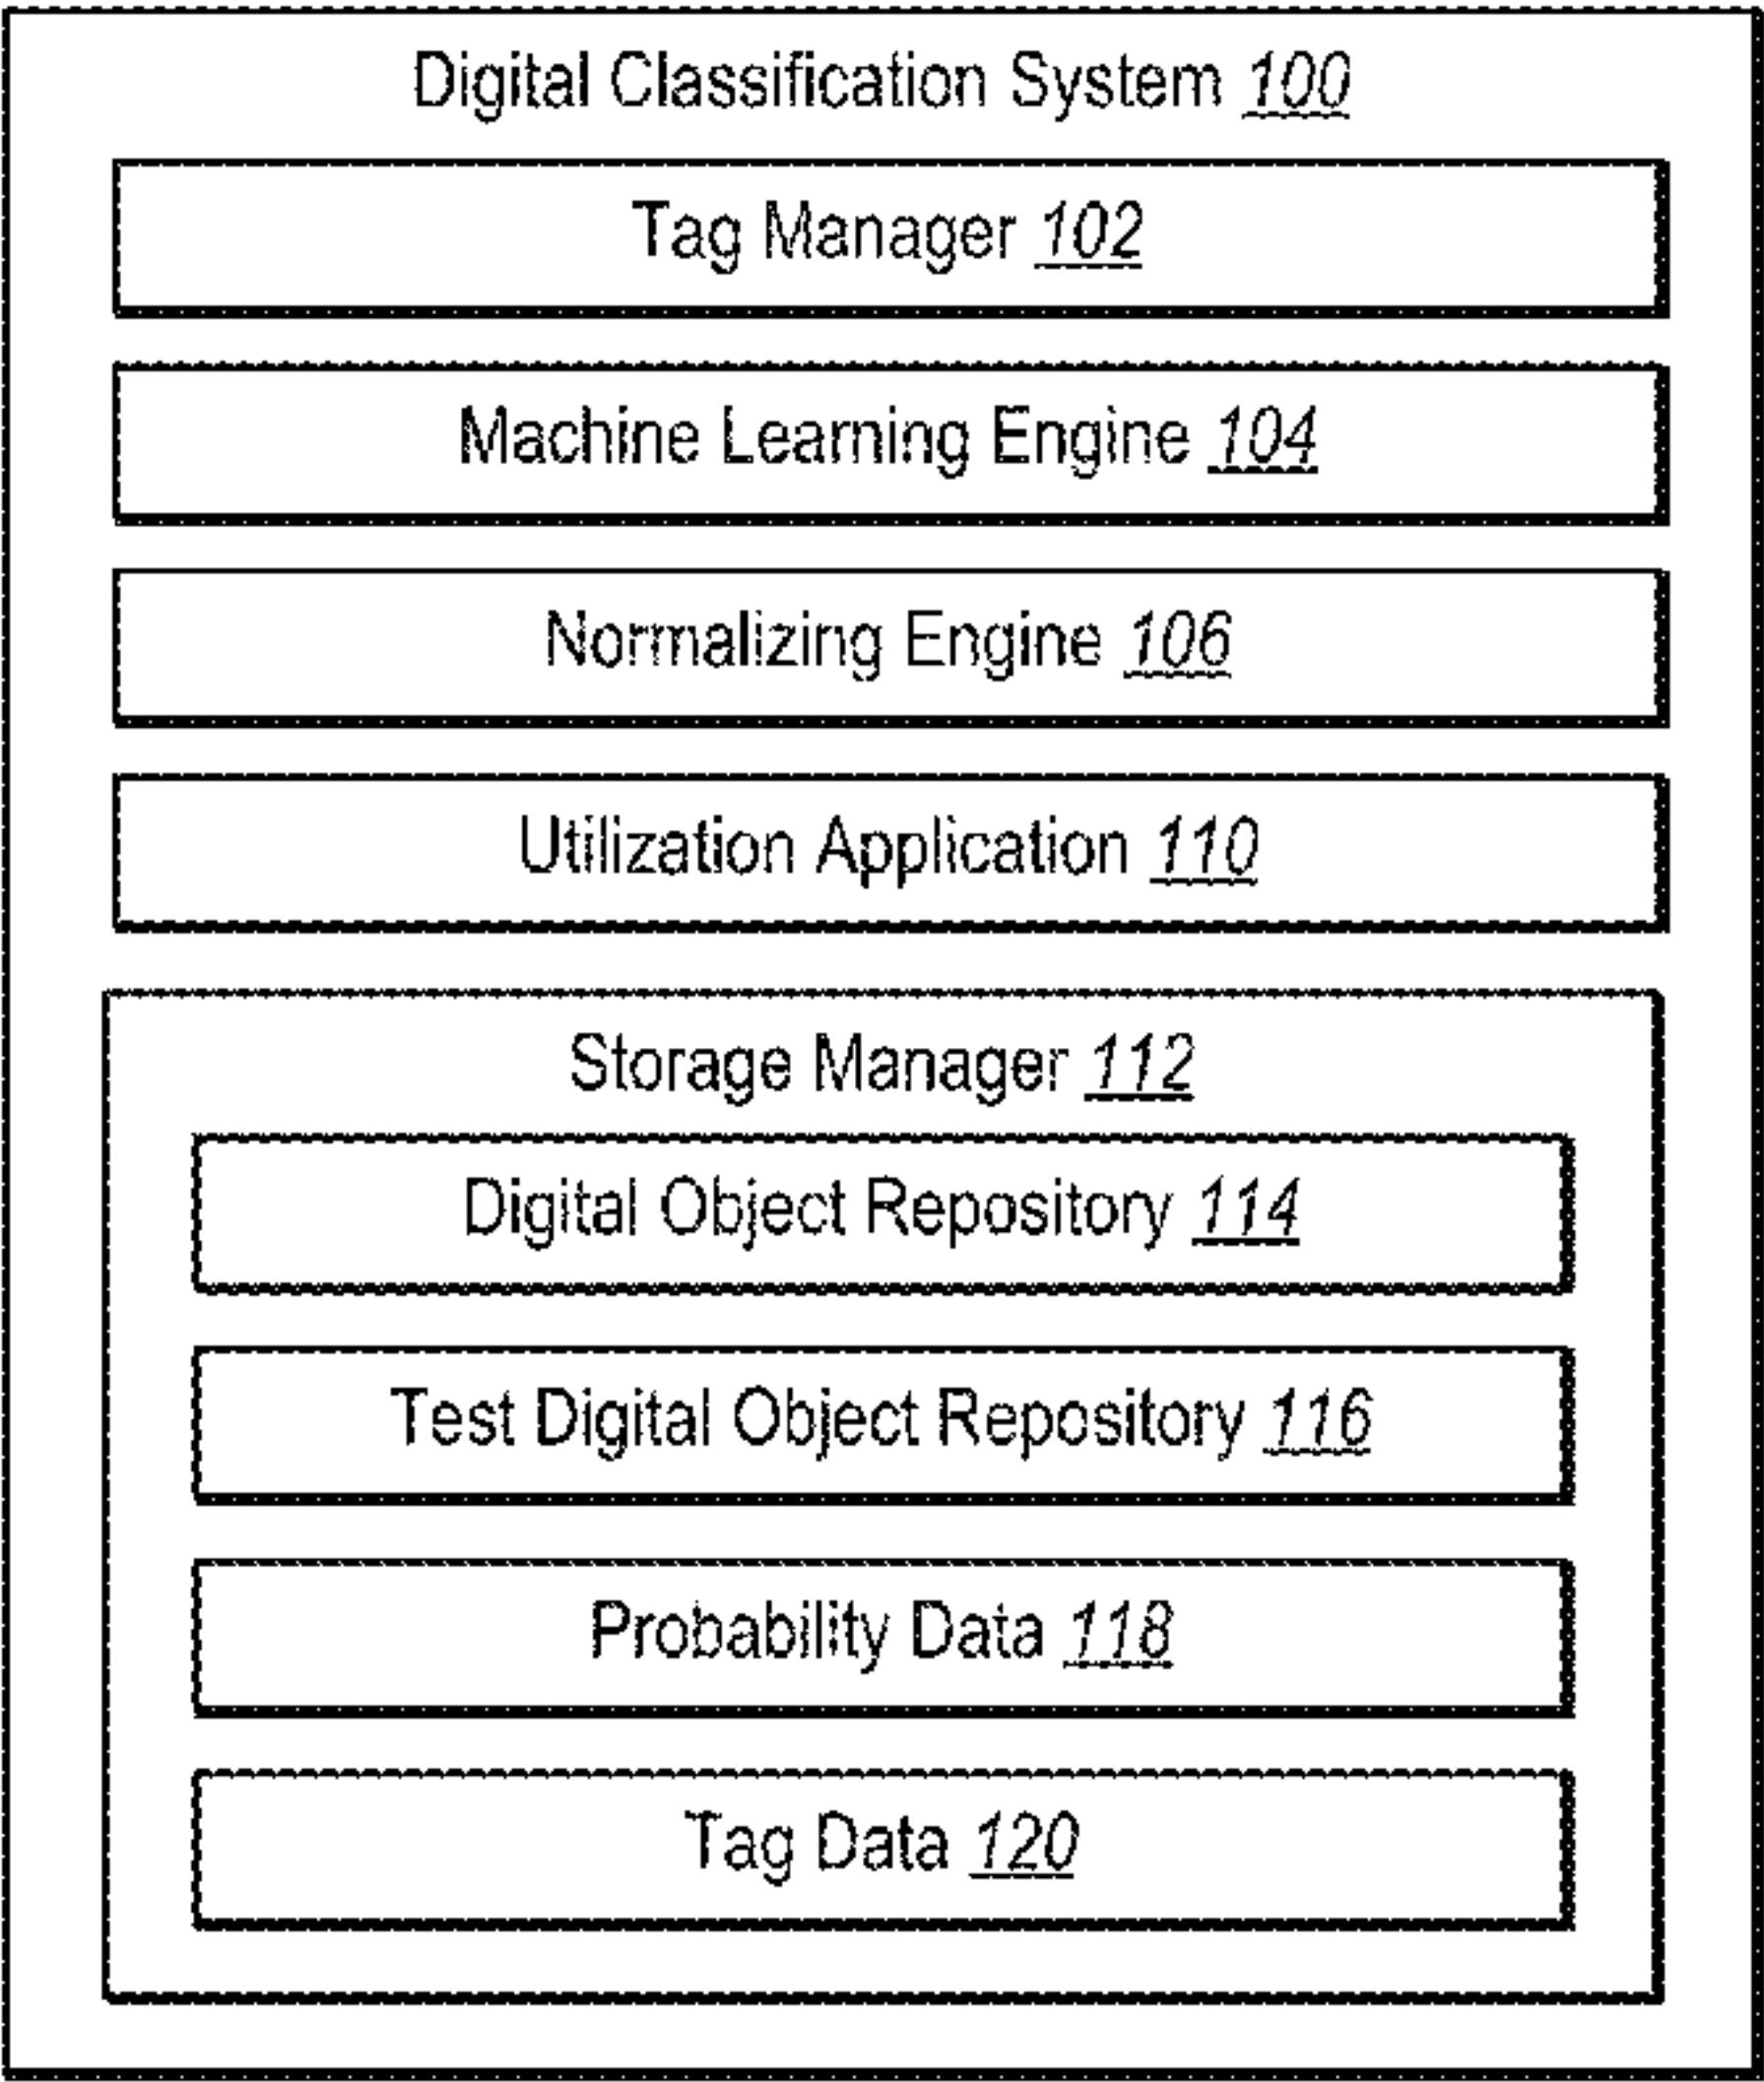 Digital Classification System 100
Tag Manager 102
Machine Learning Engine 104
Normalizing Engine 106
Utilization Application 110
Storage Manager 112
Digital Object Repository 114
Test Digital Object Repository 116
Probability Data 118
Tag Data 120